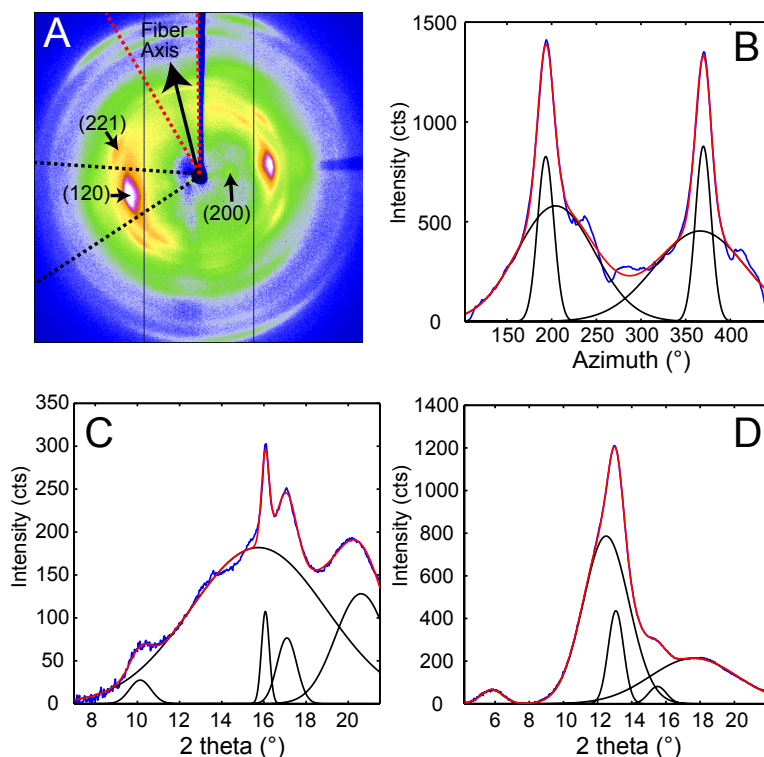 A
Fiber
Axis
(221)
(120)
(200)
B
1500
1000
500
0
Intensity (cts)
150 200 250 300 350 400
Azimuth (°)
C
350
300
250
200
150
100
50
0
Intensity (cts)
8 10 12 14 16 18 20
2 theta (°)
D
1400
1200
1000
800
600
400
200
0
Intensity (cts)
6 8 10 12 14 16 18 20
2 theta (°)